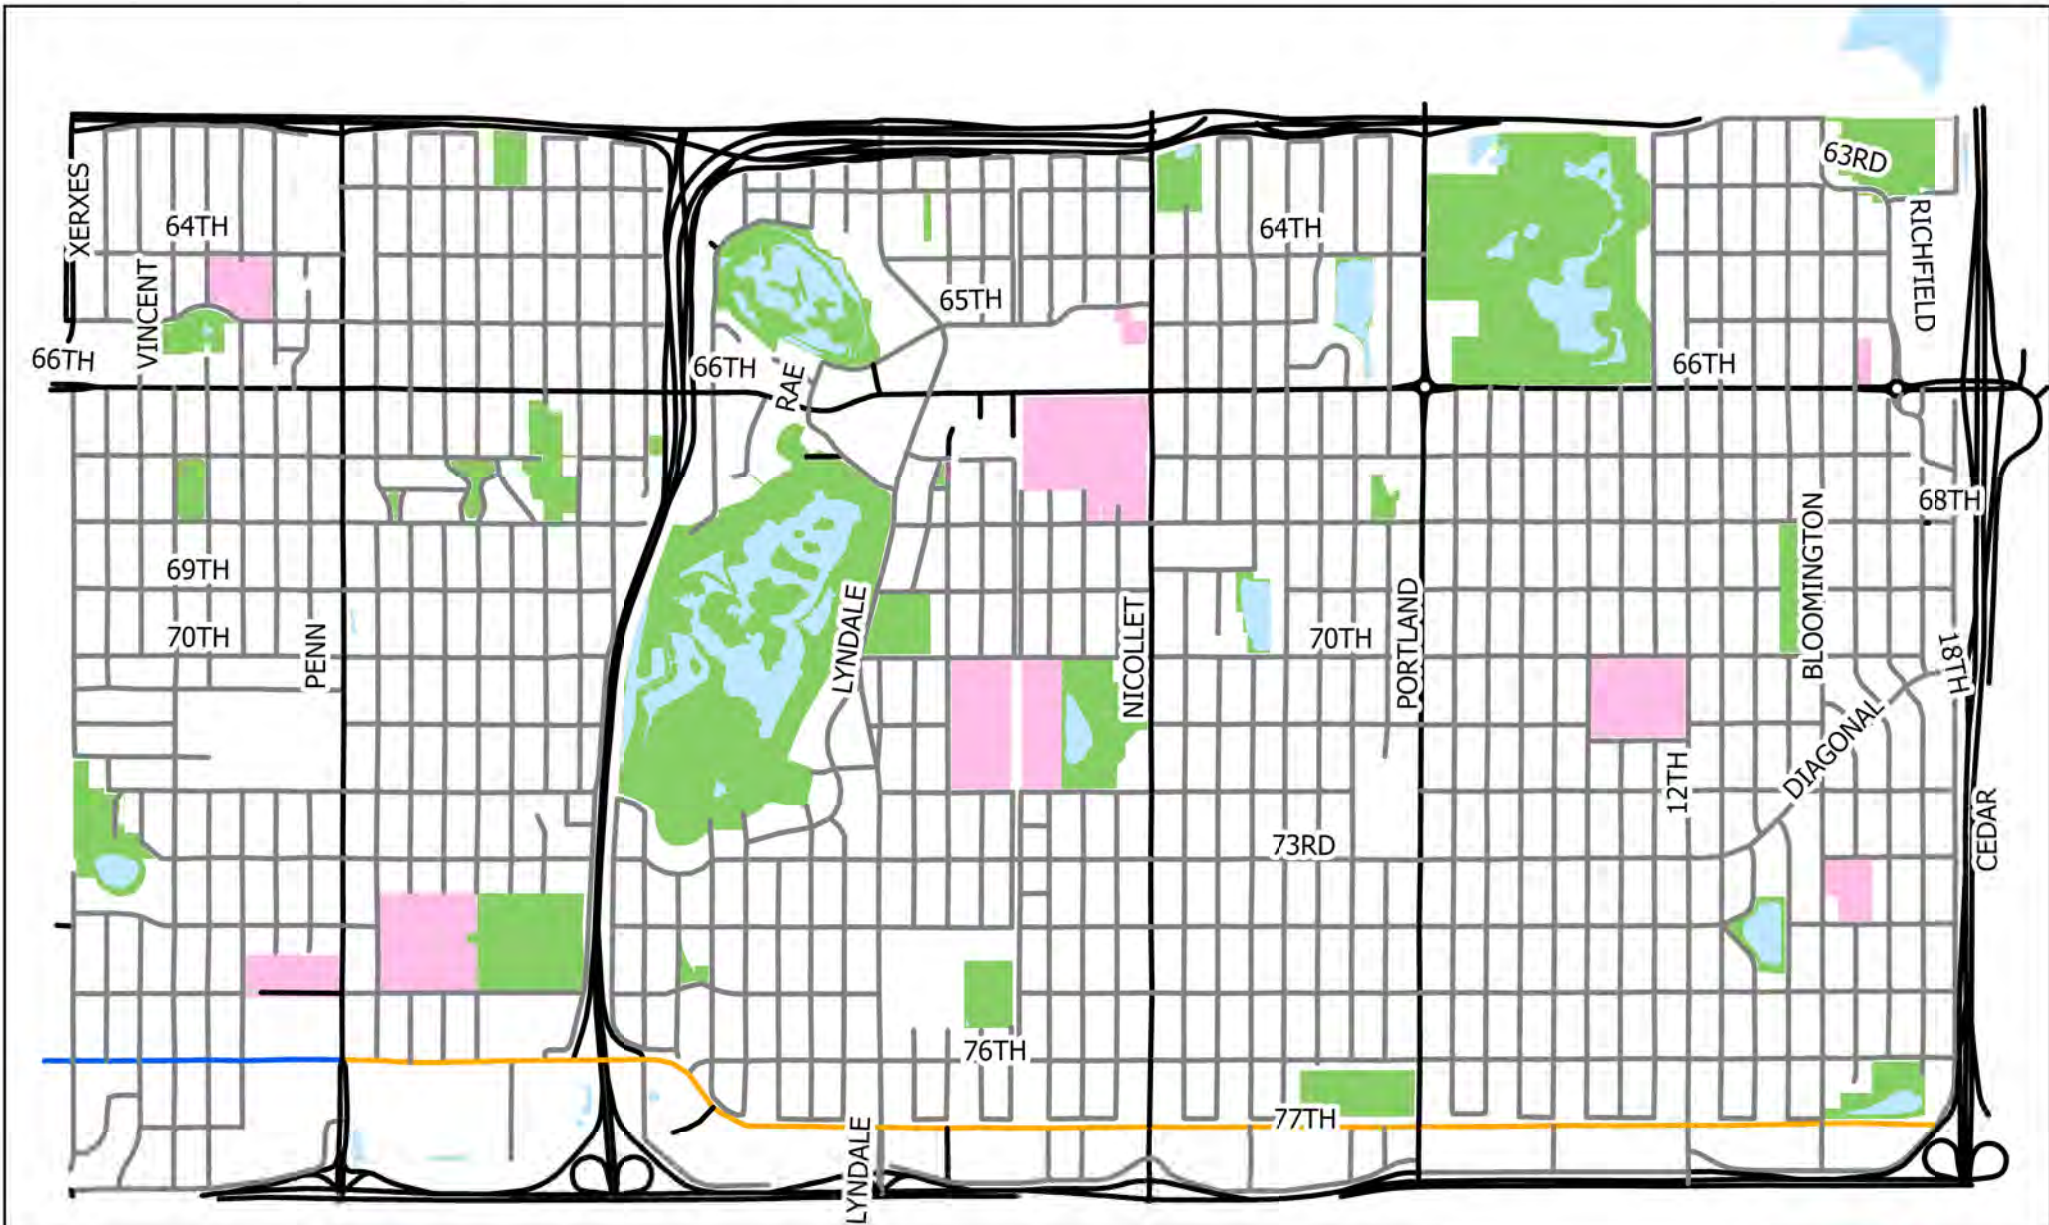 63RD
XERXES
64TH
64TH
RICHFIELD
VINCENT
65TH
66TH
66TH
RAE
66TH
68TH
BLOOMINGTON
69TH
LYNDALE
NICOLLET
PORTLAND
70TH
PENN
70TH
18TH
DIAGONAL
12TH
CEDAR
73RD
76TH
77TH
LYNDALE